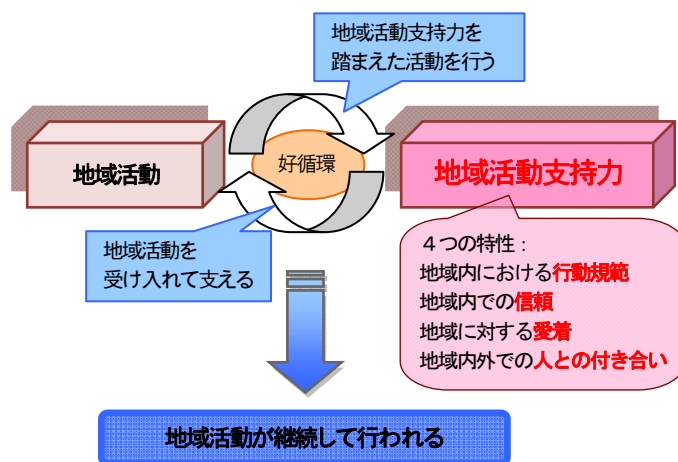 地域活動支持力を
踏まえた活動を行う
地域活動
好循環
地域活動支持力
地域活動を
受け入れて支える
４つの特性：
地域内における行動規範
地域内での信頼
地域に対する愛着
地域内外での人との付き合い
地域活動が継続して行われる